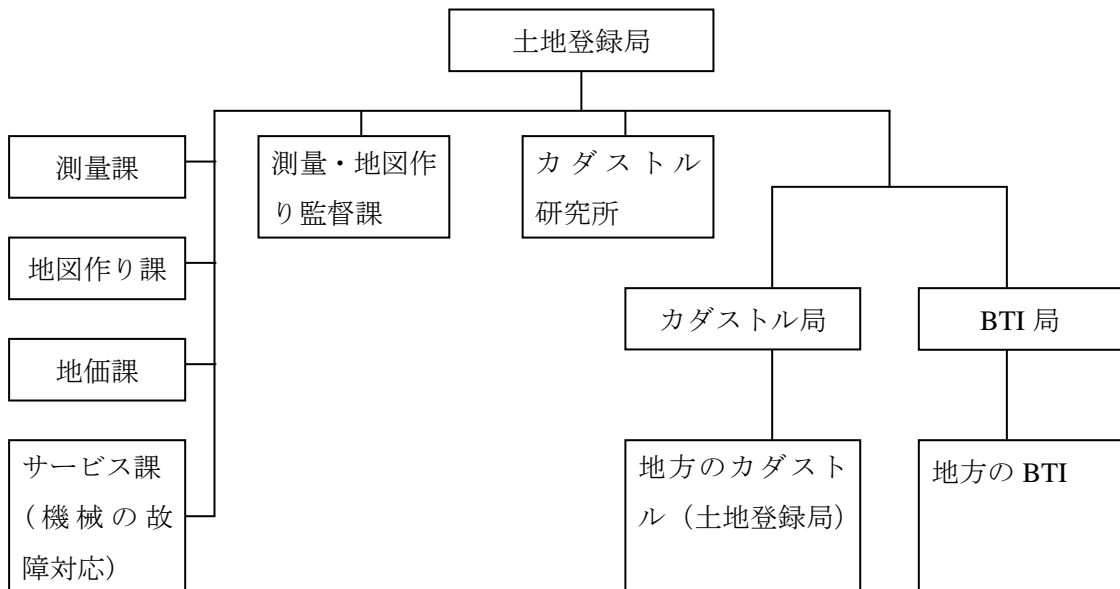 土地登録局
測量課
測量・地図作
り監督課
カダストル
研究所
地図作り課
カダストル局
BTI 局
地価課
サービス課
（機械の故
障対応）
地方のカダスト
ル（土地登録局）
地方の BTI